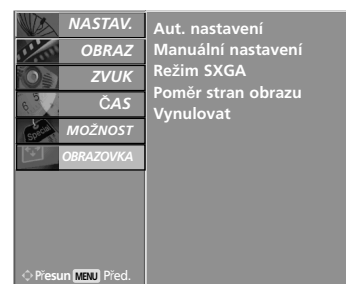 NASTAV.
OBRAZ
ZVUK
ČAS
MOŽNOST
OBRAZOVKA
Aut. nastavení
Manuální nastavení
Režim SXGA
Poměr stran obrazu
Vynulovat
Přesun MENU Před.